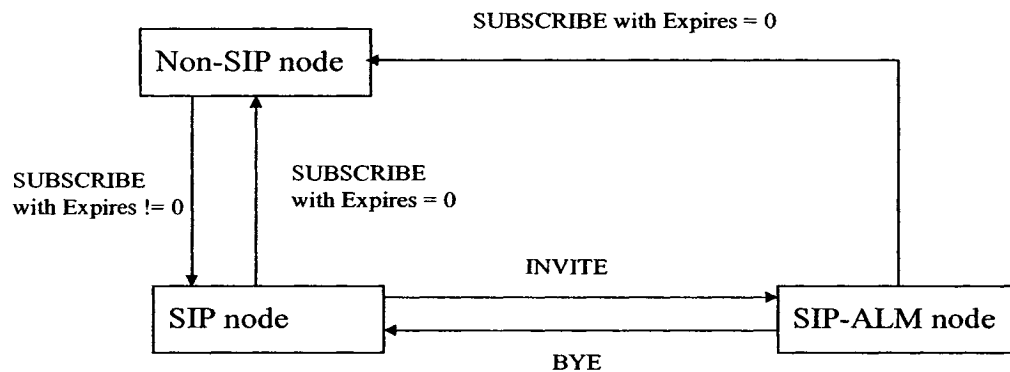 SUBSCRIBE with Expires = 0
Non-SIP node
SUBSCRIBE
with Expires != 0
SUBSCRIBE
with Expires = 0
INVITE
SIP node
SIP-ALM node
BYE